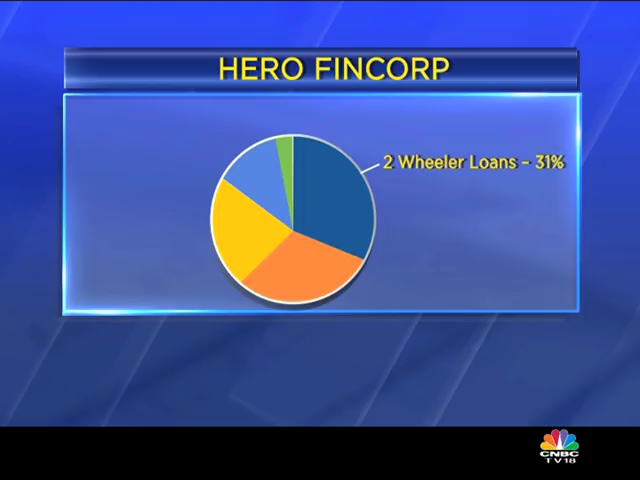 HERO FINCORP
2 Wheeler Loans - 31%
CNBC
TV18